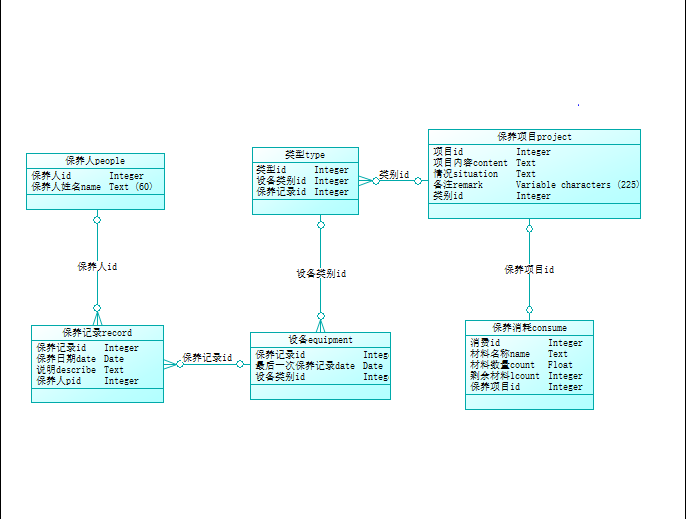 保养人people
保养人id Integer
保养人姓名name Text (60)
类型type
类型id Integer
设备类别id Integer
保养记录id Integer
类别id
保养项目project
项目id Integer
项目内容content Text
情况situation Text
备注remark Variable characters (225)
类别id Integer
保养人id
设备类别id
保养项目id
保养记录record
保养记录id Integer
保养日期date Date
说明describe Text
保养人pid Integer
保养记录id
设备equipment
保养记录id Integ
最后一次保养记录date Date
设备类别id Integ
保养消耗consume
消费id Integer
材料名称name Text
材料数量count Float
剩余材料lcount Integer
保养项目id Integer